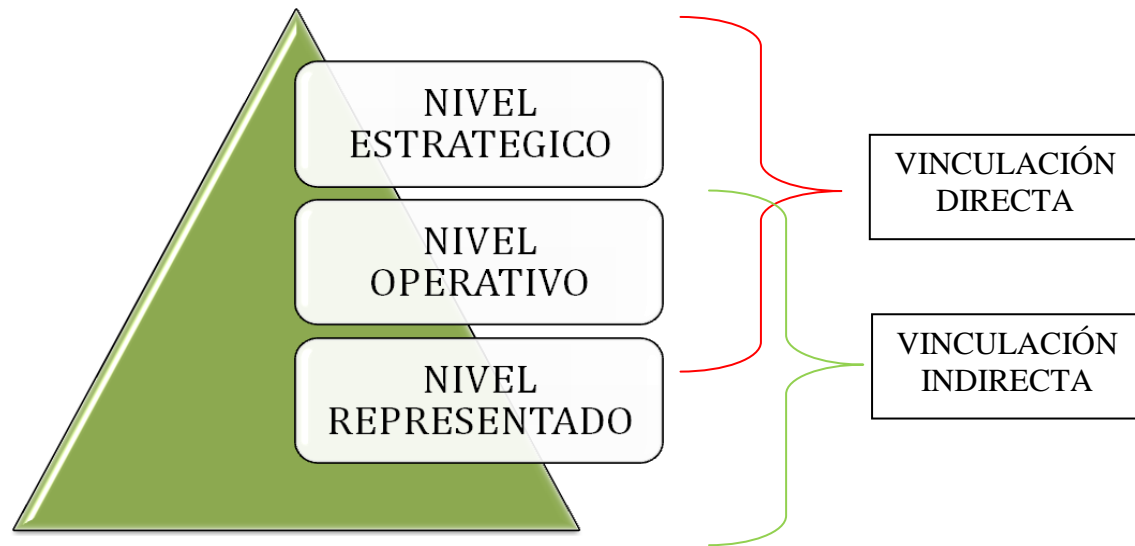 NIVEL
ESTRATEGICO
NIVEL
OPERATIVO
NIVEL
REPRESENTADO
VINCULACIÓN
DIRECTA
VINCULACIÓN
INDIRECTA